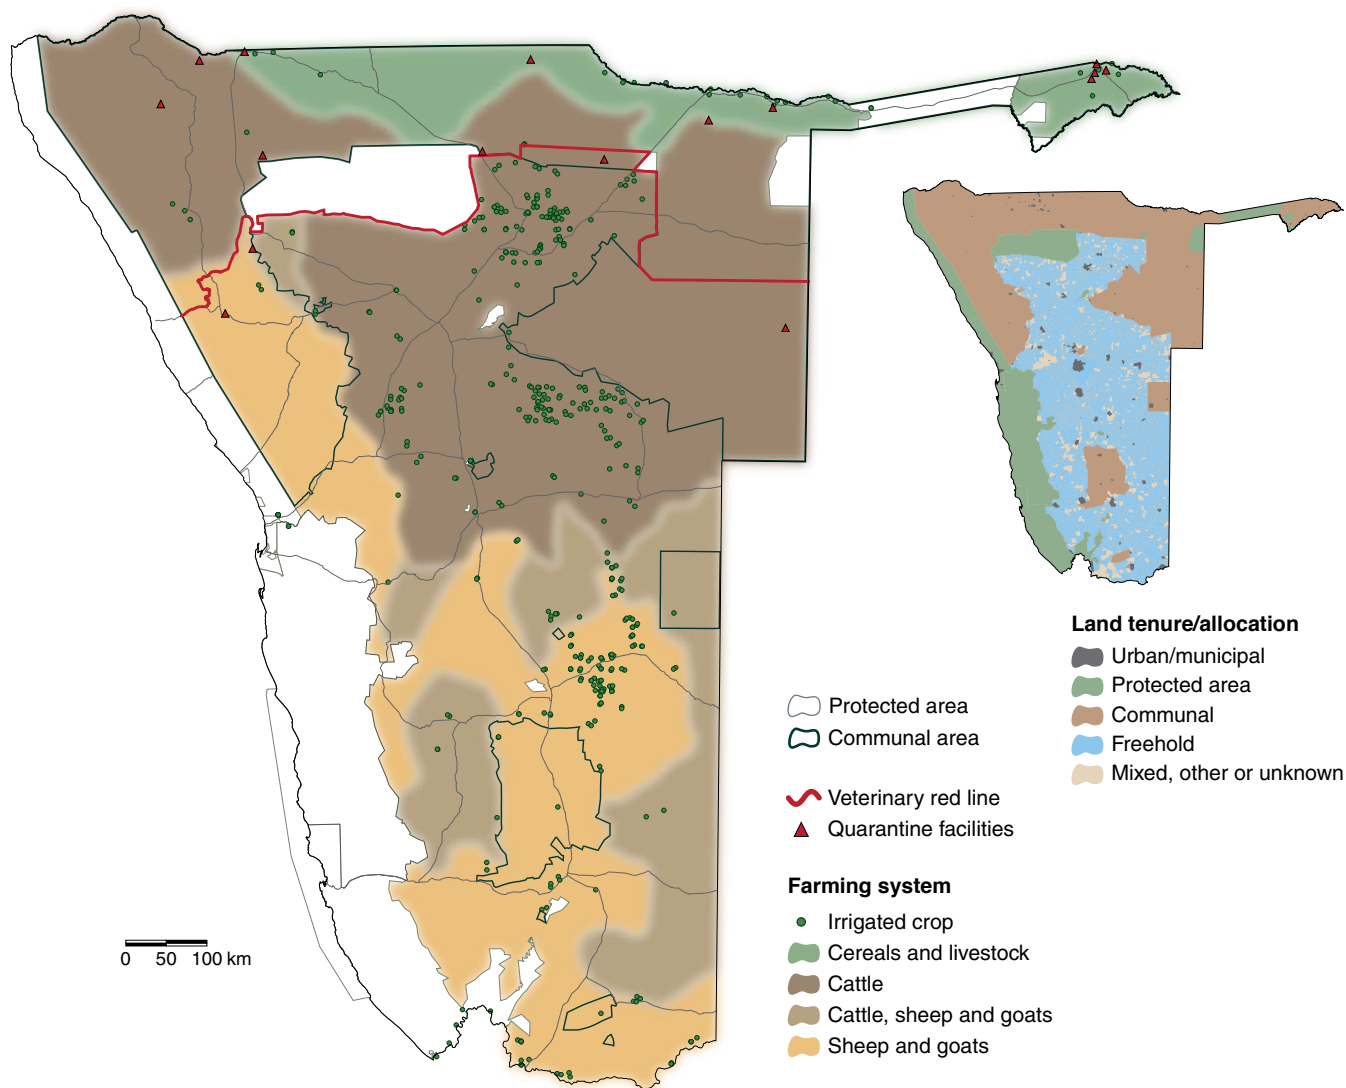 Land tenure/allocation
Urban/municipal
Protected area
Communal
Freehold
Mixed, other or unknown
Protected area
Communal area
Veterinary red line
Quarantine facilities
Farming system
Irrigated crop
Cereals and livestock
Cattle
Cattle, sheep and goats
Sheep and goats
0 50 100 km